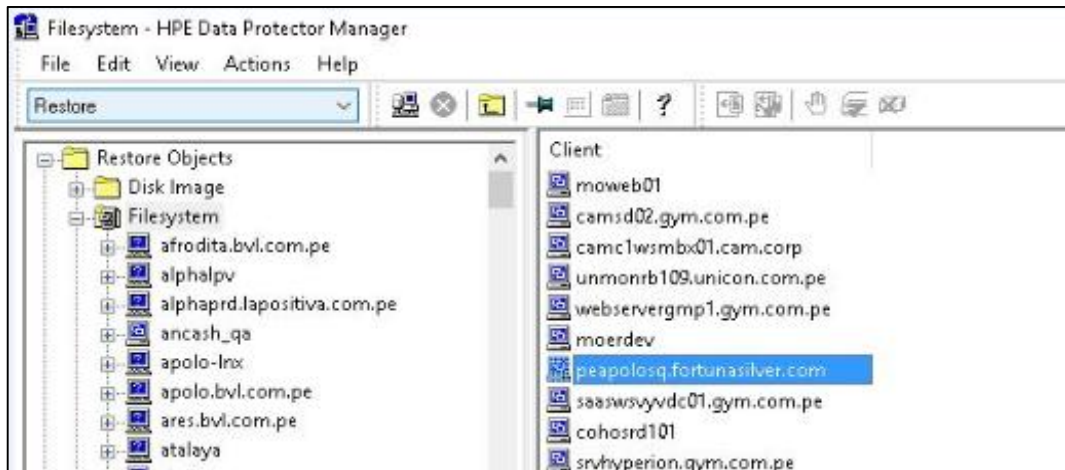 Filesystem - HPE Data Protector Manager
File Edit View Actions Help
Restore
Restore Objects
Disk Image
Filesystem
afrodita.bvl.com.pe
alphalpv
alphaprd.lapositiva.com.pe
ancash_qa
apolo-lnx
apolo.bvl.com.pe
ares.bvl.com.pe
atalaya
Client
moweb01
camsd02.gym.com.pe
camc1wsmbx01.cam.corp
unmonrb109.unicon.com.pe
webservergmp1.gym.com.pe
moerdev
peapolosq.fortunasilver.com
saaswsvyvdc01.gym.com.pe
cohosrd101
srvhyperion.gym.com.pe